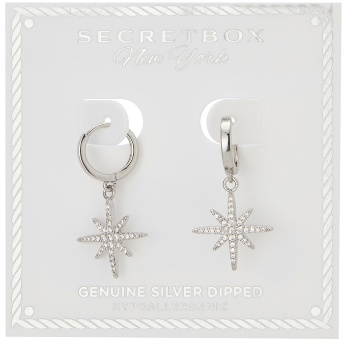 SECRETBOX
New York
GENUINE SILVER DIPPED
HYPOALLERGENIC